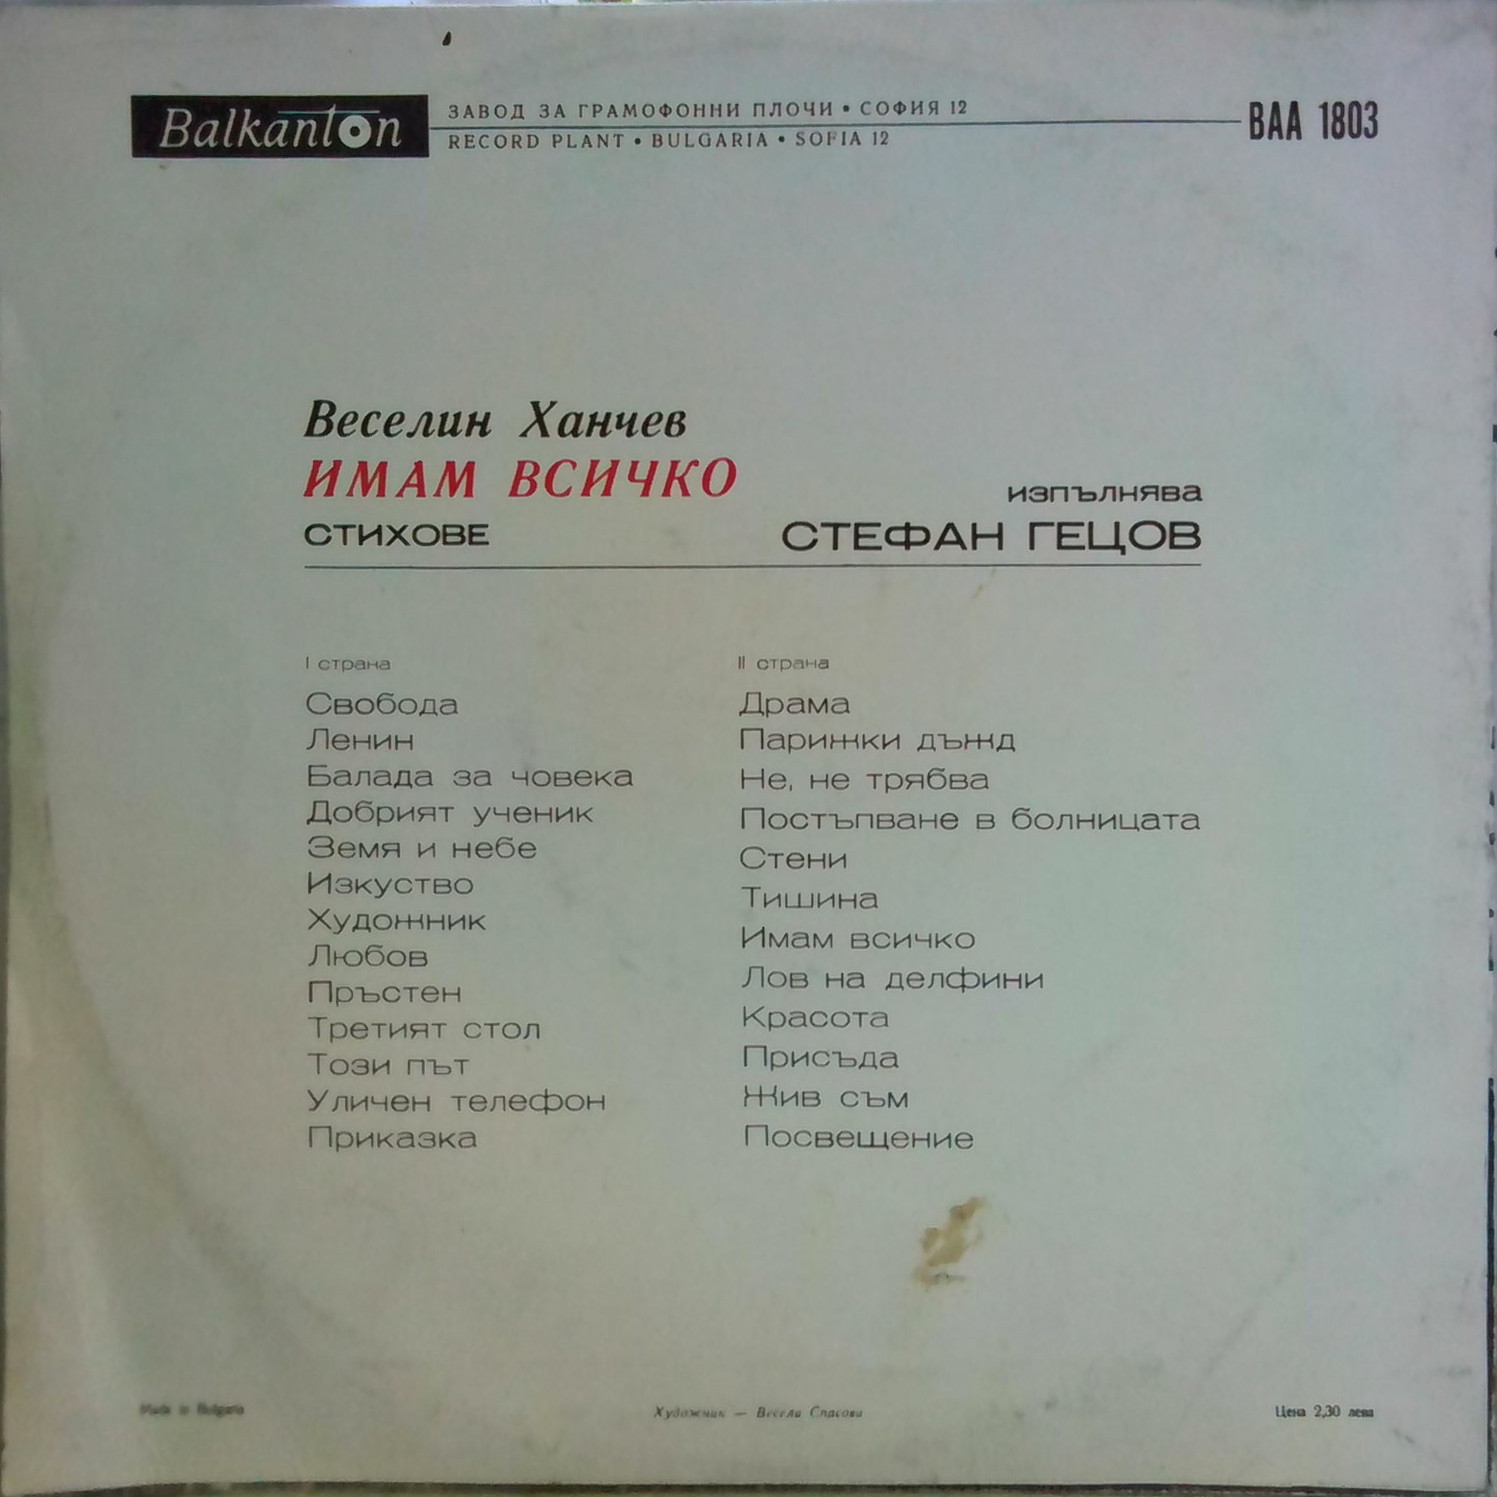 Balkanton
ЗАВОД ЗА ГРАМОФОННИ ПЛОЧИ • СОФИЯ 12
RECORD PLANT • BULGARIA • SOFIA 12
ВАА 1803
Веселин Ханчев
ИМАМ ВСИЧКО
СТИХОВЕ
изпълнява
СТЕФАН ГЕЦОВ
I страна
Свобода
Ленин
Балада за човека
Добрият ученик
Земя и небе
Изкуство
Художник
Любов
Пръстен
Третият стол
Този път
Уличен телефон
Приказка
II страна
Драма
Парижки дъжд
Не, не трябва
Постъпване в болницата
Стени
Тишина
Имам всичко
Лов на делфини
Красота
Присъда
Жив съм
Посвещение
Made in Bulgaria
Художник — Весела Спасова
Цена 2,30 лева